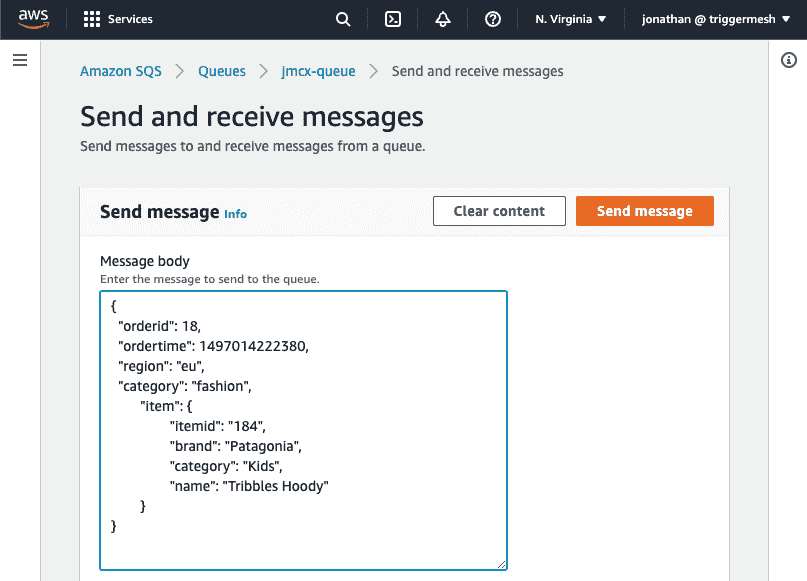 aws Services N. Virginia jonathan @ triggermesh
Amazon SQS Queues jmcx-queue Send and receive messages
Send and receive messages
Send messages to and receive messages from a queue.
Send message Info Clear content Send message
Message body
Enter the message to send to the queue.
{
"orderid": 18,
"ordertime": 1497014222380,
"region": "eu",
"category": "fashion",
"item": {
"itemid": "184",
"brand": "Patagonia",
"category": "Kids",
"name": "Tribbles Hoody"
}
}